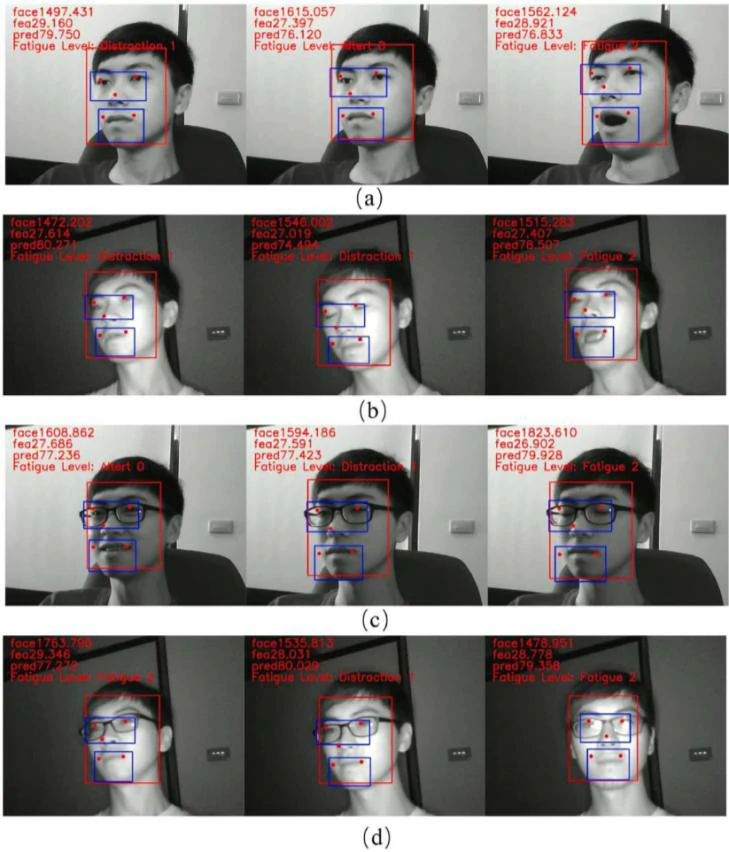 face1497.431
fea29.160
pred79.750
Fatigue Level: Distraction 1
face1615.057
fea27.397
pred76.120
Fatigue Level: Altert 0
face1562.124
fea28.921
pred76.833
Fatigue Level: Fatigue 2
(a)
face1472.202
fea27.614
pred80.271
Fatigue Level: Distraction 1
face1546.002
fea27.019
pred74.494
Fatigue Level: Distraction 1
face1515.283
fea27.407
pred78.507
Fatigue Level: Fatigue 2
(b)
face1608.862
fea27.686
pred77.236
Fatigue Level: Altert 0
face1594.186
fea27.591
pred77.423
Fatigue Level: Distraction 1
face1823.610
fea26.902
pred79.928
Fatigue Level: Fatigue 2
(c)
face1763.799
fea29.346
pred77.273
Fatigue Level: Fatigue 2
face1535.813
fea28.031
pred80.029
Fatigue Level: Distraction 1
face1478.951
fea28.778
pred79.358
Fatigue Level: Fatigue 2
(d)